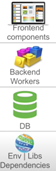 Frontend
components
Backend
Workers
DB
Env | Libs
Dependencies